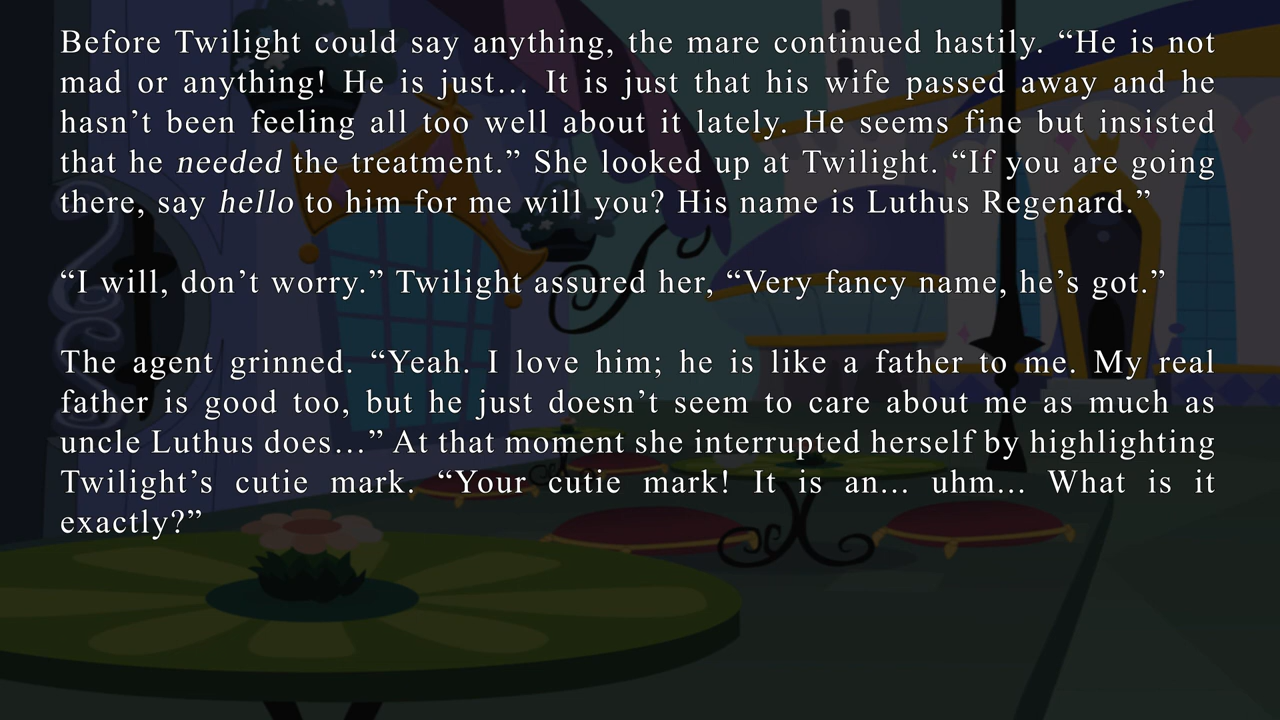 Before Twilight could say anything, the mare continued hastily. “He is not
mad or anything! He is just… It is just that his wife passed away and he
hasn’t been feeling all too well about it lately. He seems fine but insisted
that he needed the treatment.” She looked up at Twilight. “If you are going
there, say hello to him for me will you? His name is Luthus Regenard.”
“I will, don’t worry.” Twilight assured her, “Very fancy name, he’s got.”
The agent grinned. “Yeah. I love him; he is like a father to me. My real
father is good too, but he just doesn’t seem to care about me as much as
uncle Luthus does…” At that moment she interrupted herself by highlighting
Twilight’s cutie mark. “Your cutie mark! It is an... uhm... What is it
exactly?”